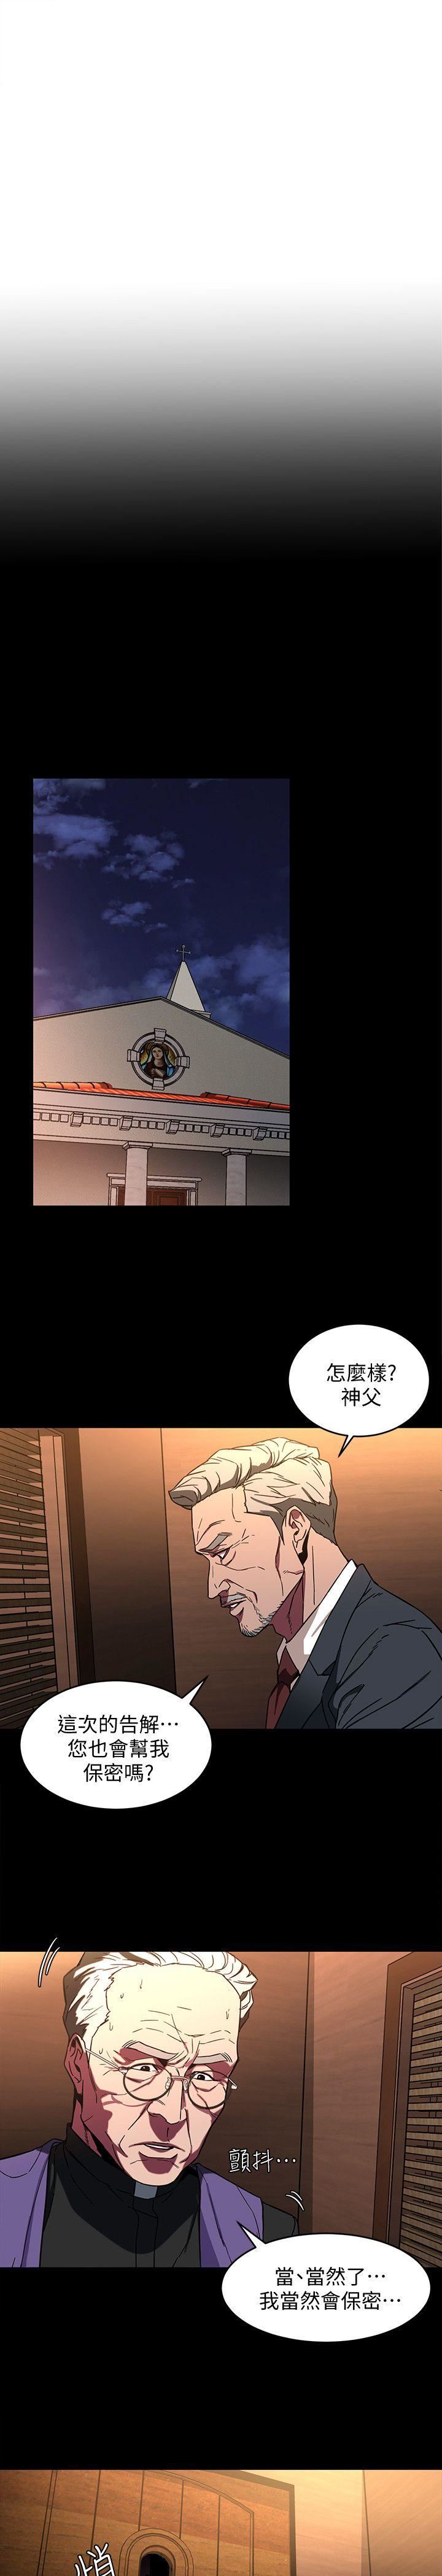 怎麼樣?
神父
這次的告解⋯
您也會幫我
保密嗎?
顫抖⋯
當、當然了⋯
我當然會保密⋯
悄